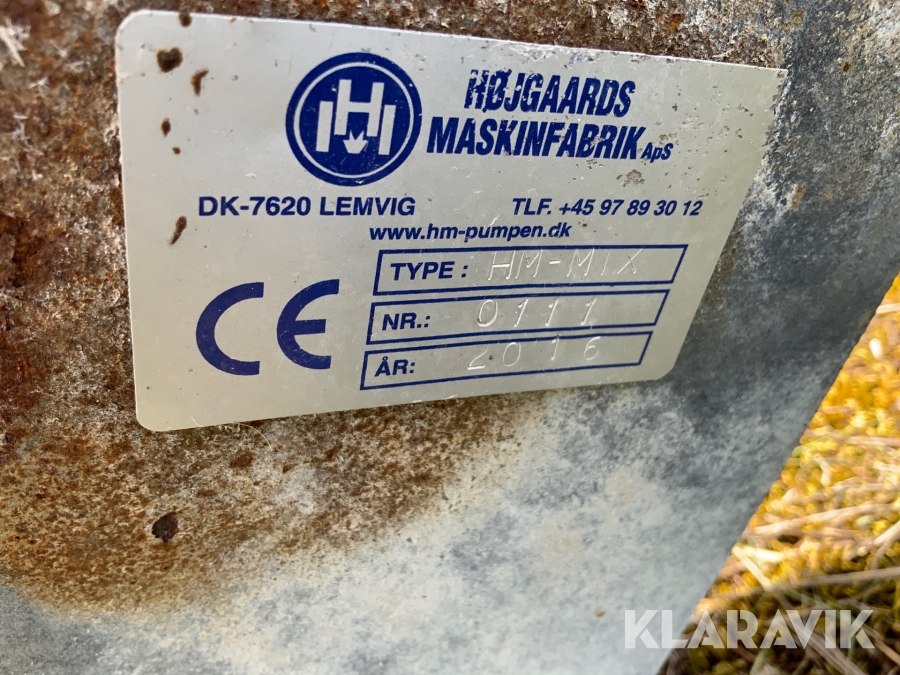 HØJGAARDS
MASKINFABRIK ApS
DK-7620 LEMVIG TLF. +45 97 89 30 12
www.hm-pumpen.dk
CE
TYPE: HM-MIX
NR.: 0111
ÅR: 2016
KLARAVIK